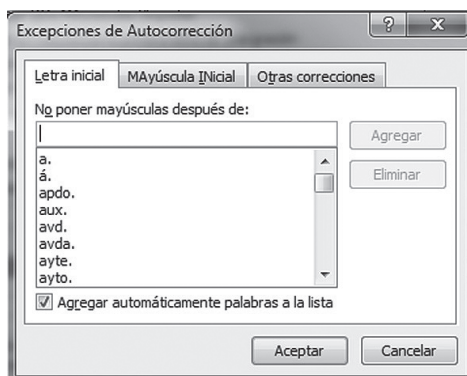 Excepciones de Autocorrección
Letra inicial MAyúscula INicial Otras correcciones
No poner mayúsculas después de:
Agregar
a.
á.
Eliminar
apdo.
aux.
avd.
avda.
ayte.
ayto.
Agregar automáticamente palabras a la lista
Aceptar Cancelar